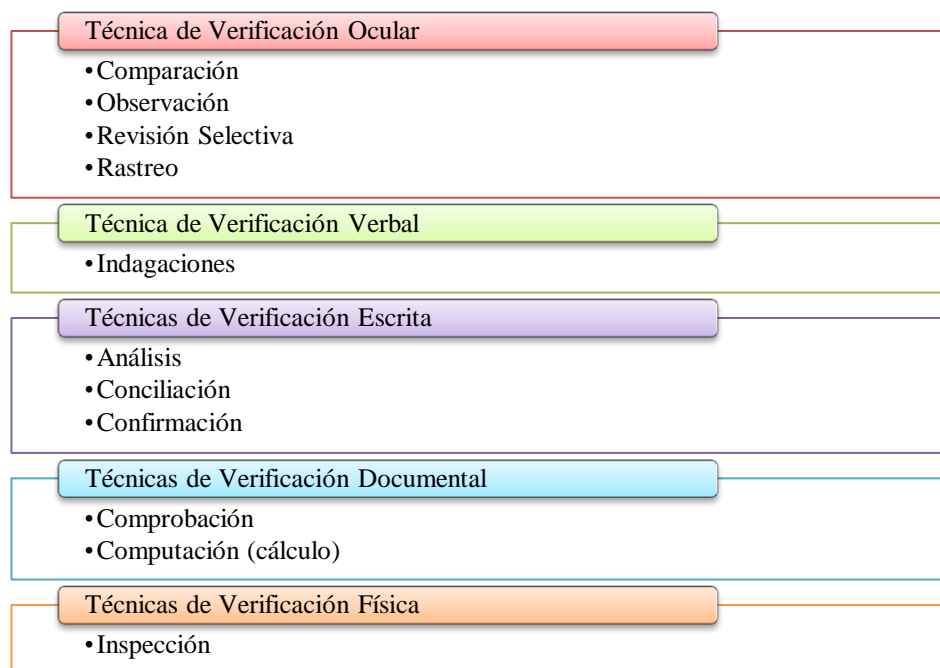 Técnica de Verificación Ocular
•Comparación
•Observación
•Revisión Selectiva
•Rastreo
Técnica de Verificación Verbal
•Indagaciones
Técnicas de Verificación Escrita
•Análisis
•Conciliación
•Confirmación
Técnicas de Verificación Documental
•Comprobación
•Computación (cálculo)
Técnicas de Verificación Física
•Inspección